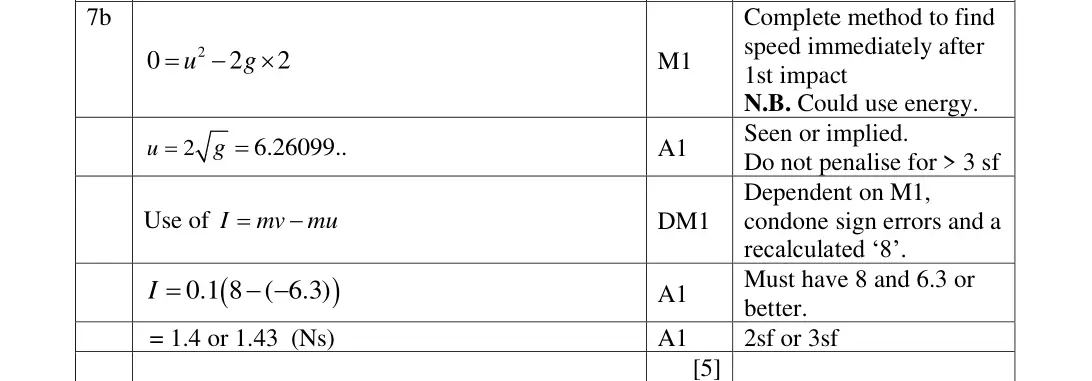 7b
0 = u² − 2g × 2
M1
Complete method to find
speed immediately after
1st impact
N.B. Could use energy.
u = 2√g = 6.26099..
A1
Seen or implied.
Do not penalise for > 3 sf
Use of I = mv − mu
DM1
Dependent on M1,
condone sign errors and a
recalculated ‘8’.
I = 0.1(8 − (−6.3))
A1
Must have 8 and 6.3 or
better.
= 1.4 or 1.43 (Ns)
A1
2sf or 3sf
[5]